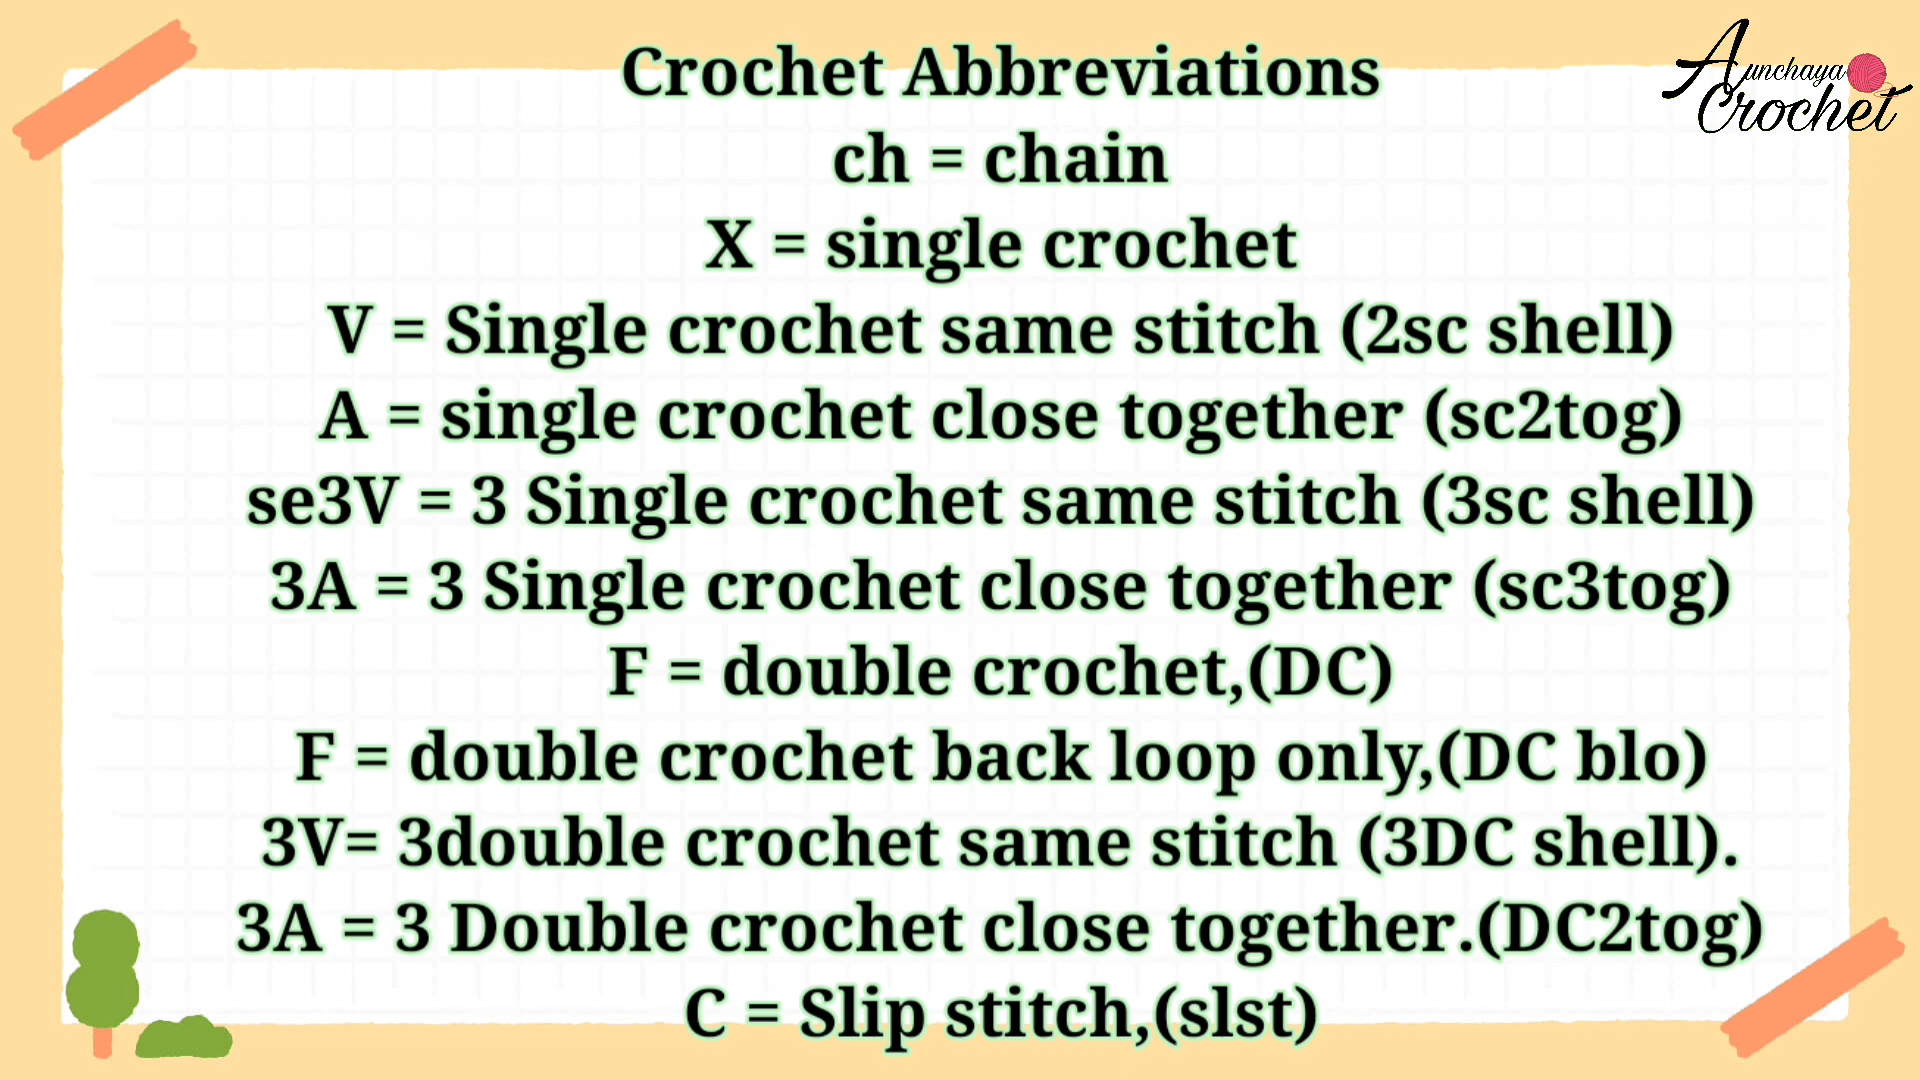 Crochet Abbreviations
Aunchaya
Crochet
ch = chain
X = single crochet
V = Single crochet same stitch (2sc shell)
A = single crochet close together (sc2tog)
se3V = 3 Single crochet same stitch (3sc shell)
3A = 3 Single crochet close together (sc3tog)
F = double crochet,(DC)
F = double crochet back loop only,(DC blo)
3V= 3double crochet same stitch (3DC shell).
3A = 3 Double crochet close together.(DC2tog)
C = Slip stitch,(slst)